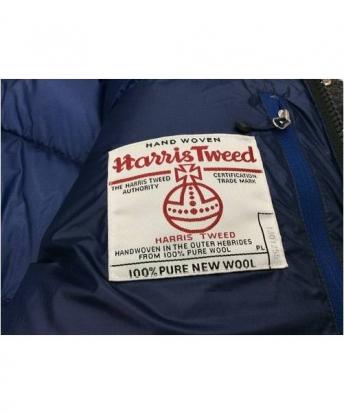 HAND WOVEN
Harris Tweed
THE HARRIS TWEED CERTIFICATION
AUTHORITY TRADE MARK
HARRIS TWEED
HANDWOVEN IN THE OUTER HEBRIDES
FROM 100% PURE WOOL
PL
100% PURE NEW WOOL